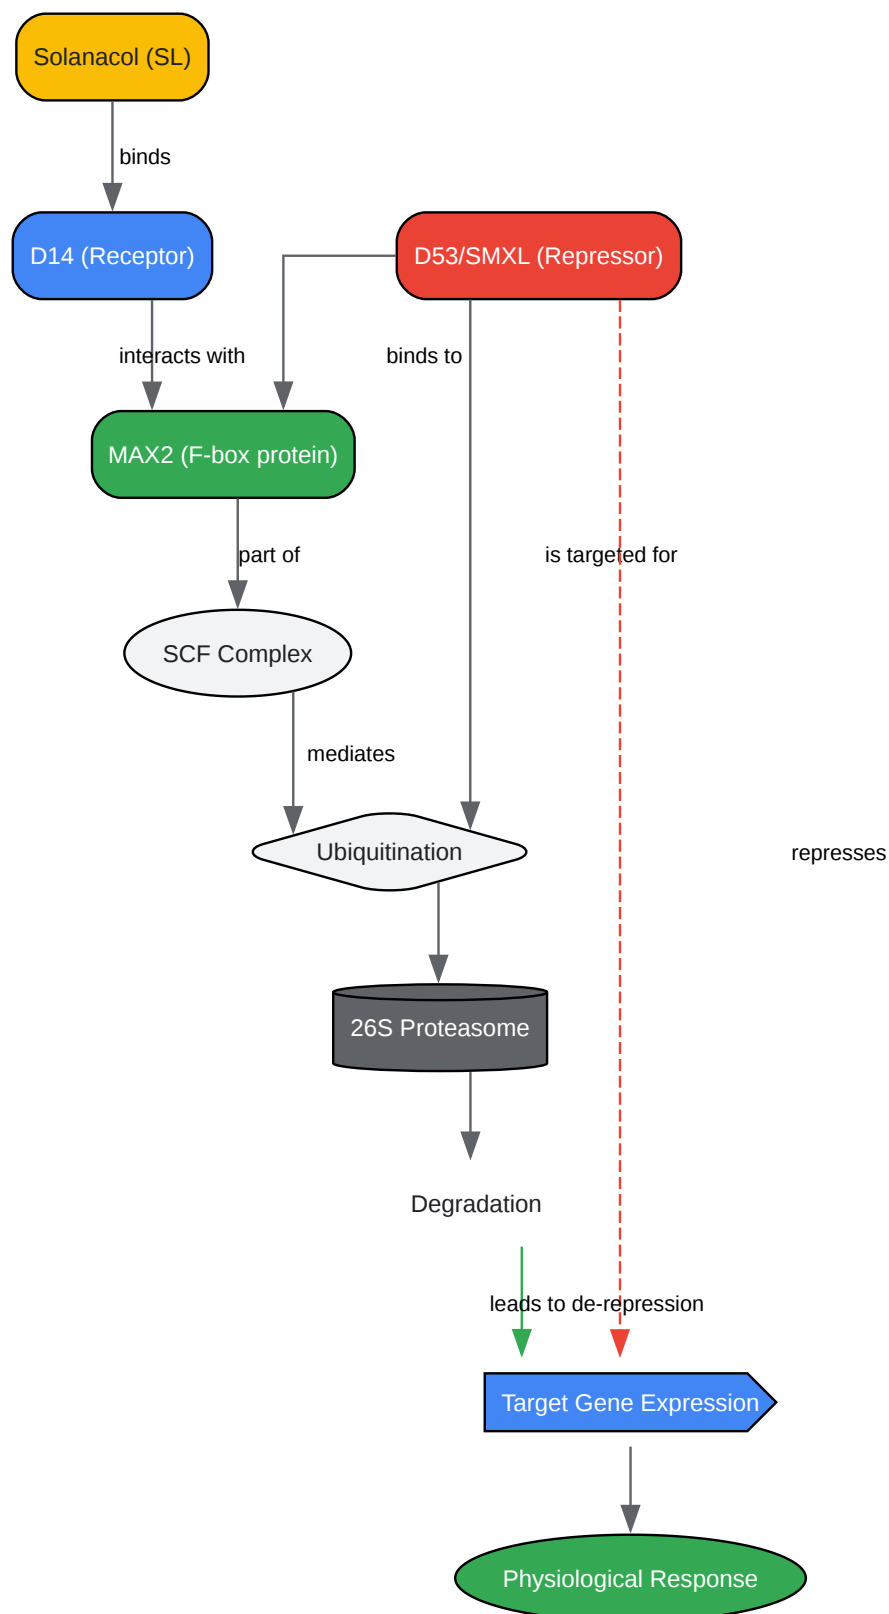 Solanacol (SL)
binds
D14 (Receptor)
D53/SMXL (Repressor)
interacts with
binds to
MAX2 (F-box protein)
part of
is targeted for
SCF Complex
mediates
Ubiquitination
represses
26S Proteasome
Degradation
leads to de-repression
Target Gene Expression
Physiological Response